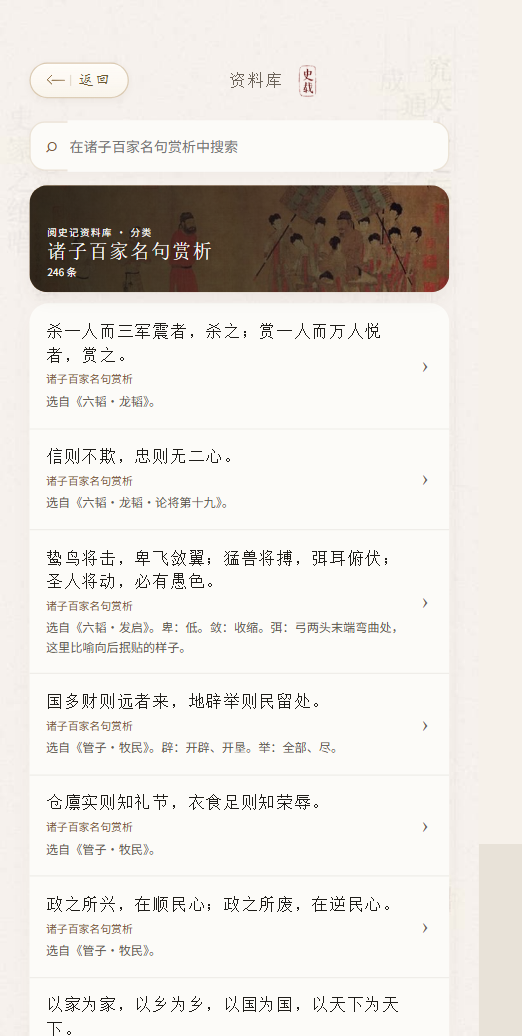 返回
资料库
史载
在诸子百家名句赏析中搜索
阅史记资料库 · 分类
诸子百家名句赏析
246 条
杀一人而三军震者，杀之；赏一人而万人悦
者，赏之。
诸子百家名句赏析
选自《六韬·龙韬》。
信则不欺，忠则无二心。
诸子百家名句赏析
选自《六韬·龙韬·论将第十九》。
鸷鸟将击，卑飞敛翼；猛兽将搏，弭耳俯伏；
圣人将动，必有愚色。
诸子百家名句赏析
选自《六韬·发启》。卑：低。敛：收缩。弭：弓两头末端弯曲处，
这里比喻向后抿贴的样子。
国多财则远者来，地辟举则民留处。
诸子百家名句赏析
选自《管子·牧民》。辟：开辟、开垦。举：全部、尽。
仓廪实则知礼节，衣食足则知荣辱。
诸子百家名句赏析
选自《管子·牧民》。
政之所兴，在顺民心；政之所废，在逆民心。
诸子百家名句赏析
选自《管子·牧民》。
以家为家，以乡为乡，以国为国，以天下为天
下。